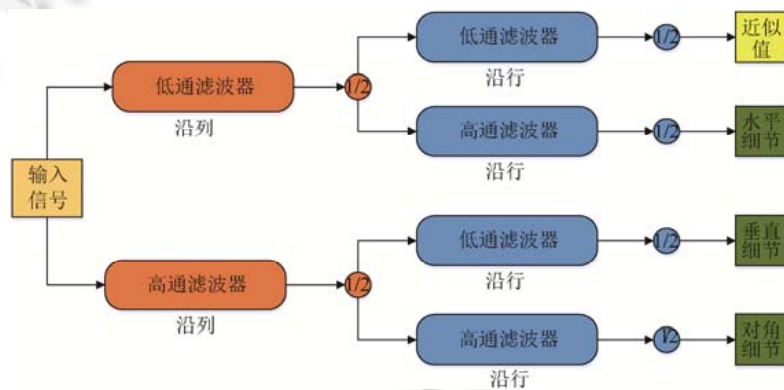 低通滤波器
1/2
近似
值
沿行
低通滤波器
1/2
沿列
高通滤波器
1/2
水平
细节
沿行
输入
信号
低通滤波器
1/2
垂直
细节
沿行
高通滤波器
1/2
沿列
高通滤波器
1/2
对角
细节
沿行